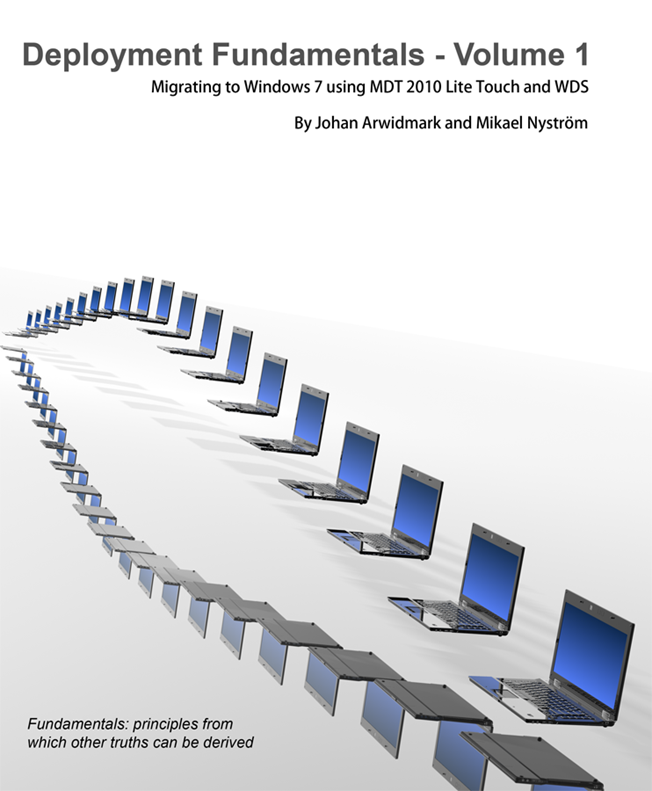 Deployment Fundamentals - Volume 1
Migrating to Windows 7 using MDT 2010 Lite Touch and WDS
By Johan Arwidmark and Mikael Nyström
Fundamentals: principles from
which other truths can be derived